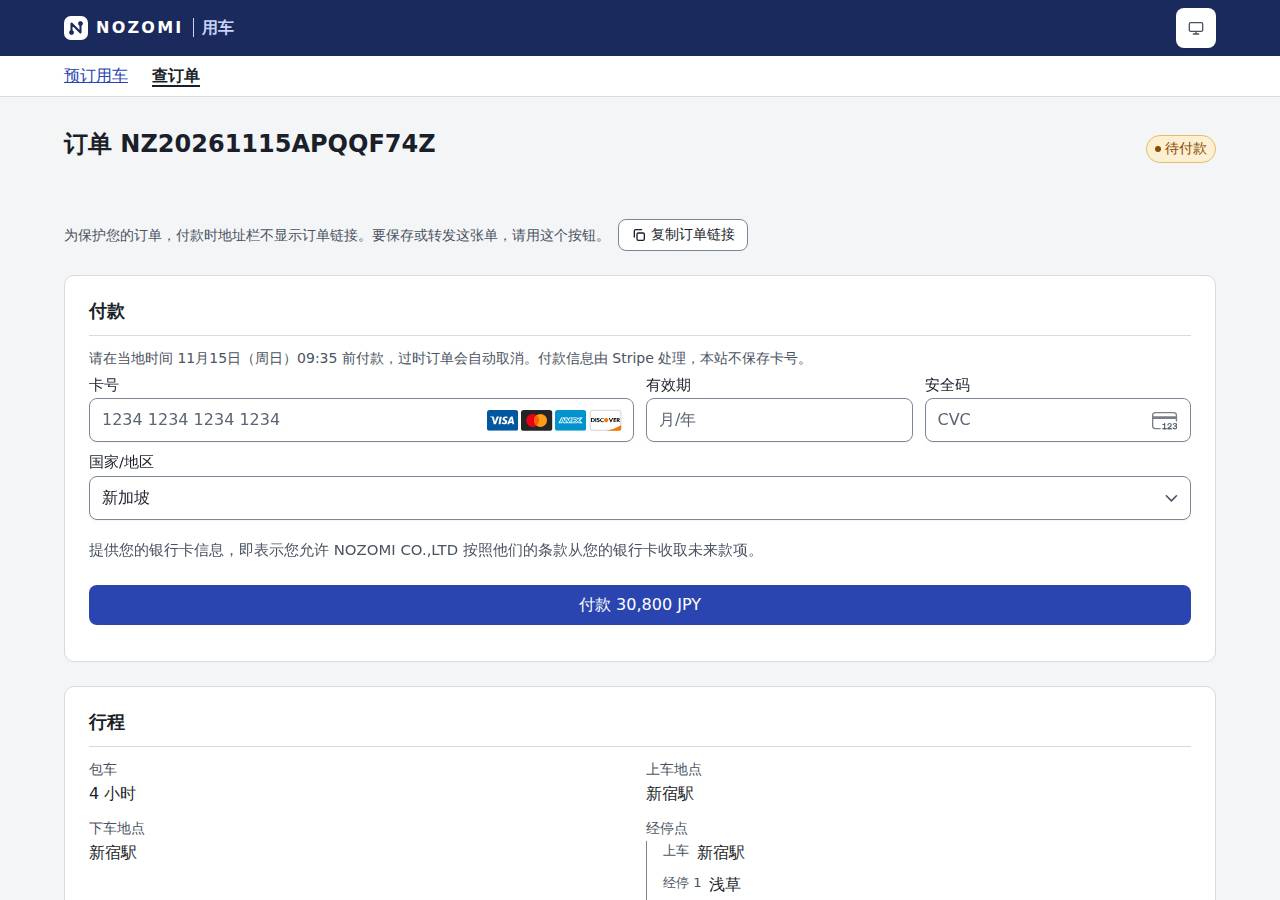 NOZOMI 用车
预订用车 查订单
订单 NZ20261115APQQF74Z
待付款
为保护您的订单，付款时地址栏不显示订单链接。要保存或转发这张单，请用这个按钮。 复制订单链接
付款
请在当地时间 11月15日（周日）09:35 前付款，过时订单会自动取消。付款信息由 Stripe 处理，本站不保存卡号。
卡号 有效期 安全码
1234 1234 1234 1234 VISA AMEX DISCOVER 月/年 CVC 123
国家/地区
新加坡
提供您的银行卡信息，即表示您允许 NOZOMI CO.,LTD 按照他们的条款从您的银行卡收取未来款项。
付款 30,800 JPY
行程
包车 上车地点
4 小时 新宿駅
下车地点 经停点
新宿駅 上车 新宿駅
经停 1 浅草